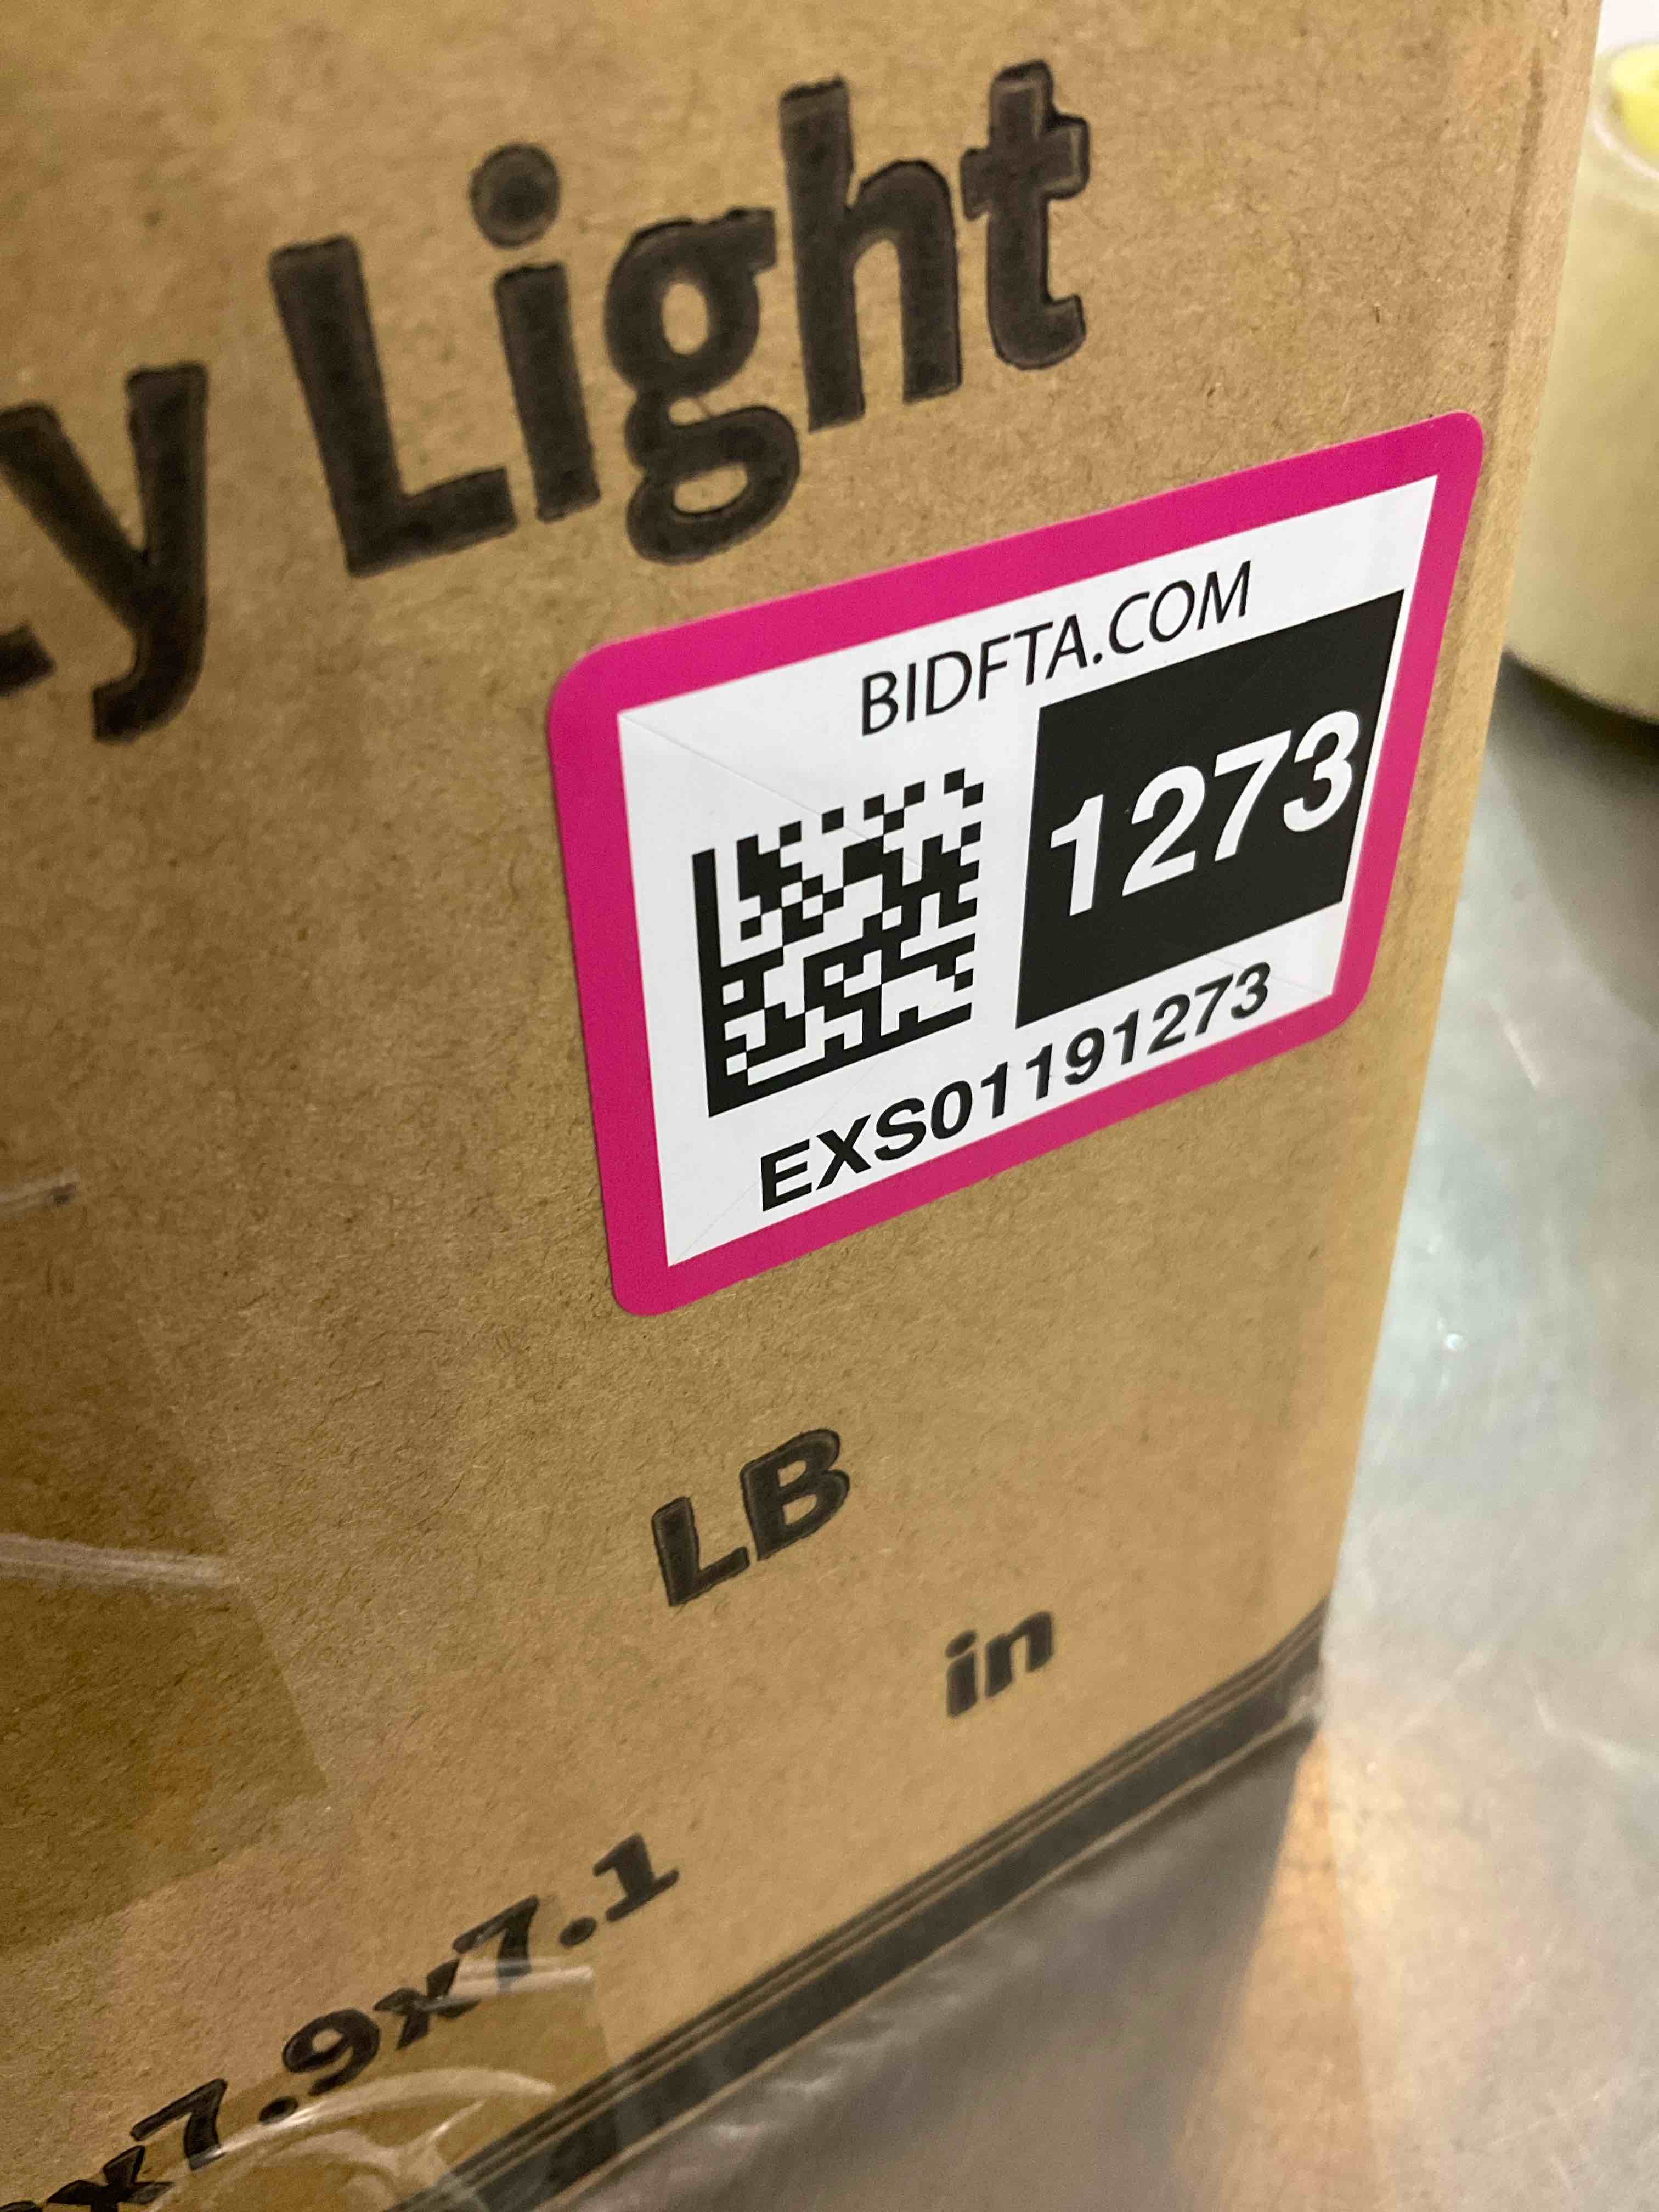 Light
BIDFTA.COM
1273
EXS01191273
LB
in
x7.9x7.1